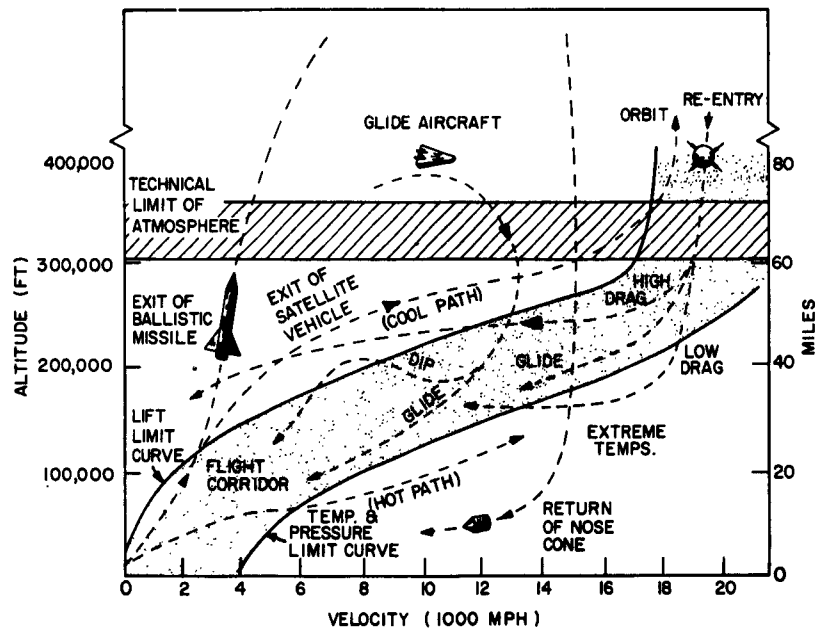 ORBIT
RE-ENTRY
GLIDE AIRCRAFT
400,000
80
TECHNICAL
LIMIT OF
ATMOSPHERE
300,000
60
EXIT OF
BALLISTIC
MISSILE
EXIT OF
SATELLITE
VEHICLE
(COOL PATH)
HIGH
DRAG
ALTITUDE (FT)
MILES
200,000
40
DIP
GLIDE
LOW
DRAG
GLIDE
LIFT
LIMIT
CURVE
EXTREME
TEMPS.
100,000
20
FLIGHT
CORRIDOR
(HOT PATH)
TEMP. &
PRESSURE
LIMIT CURVE
RETURN
OF NOSE
CONE
0
0 2 4 6 8 10 12 14 16 18 20
VELOCITY (1000 MPH)